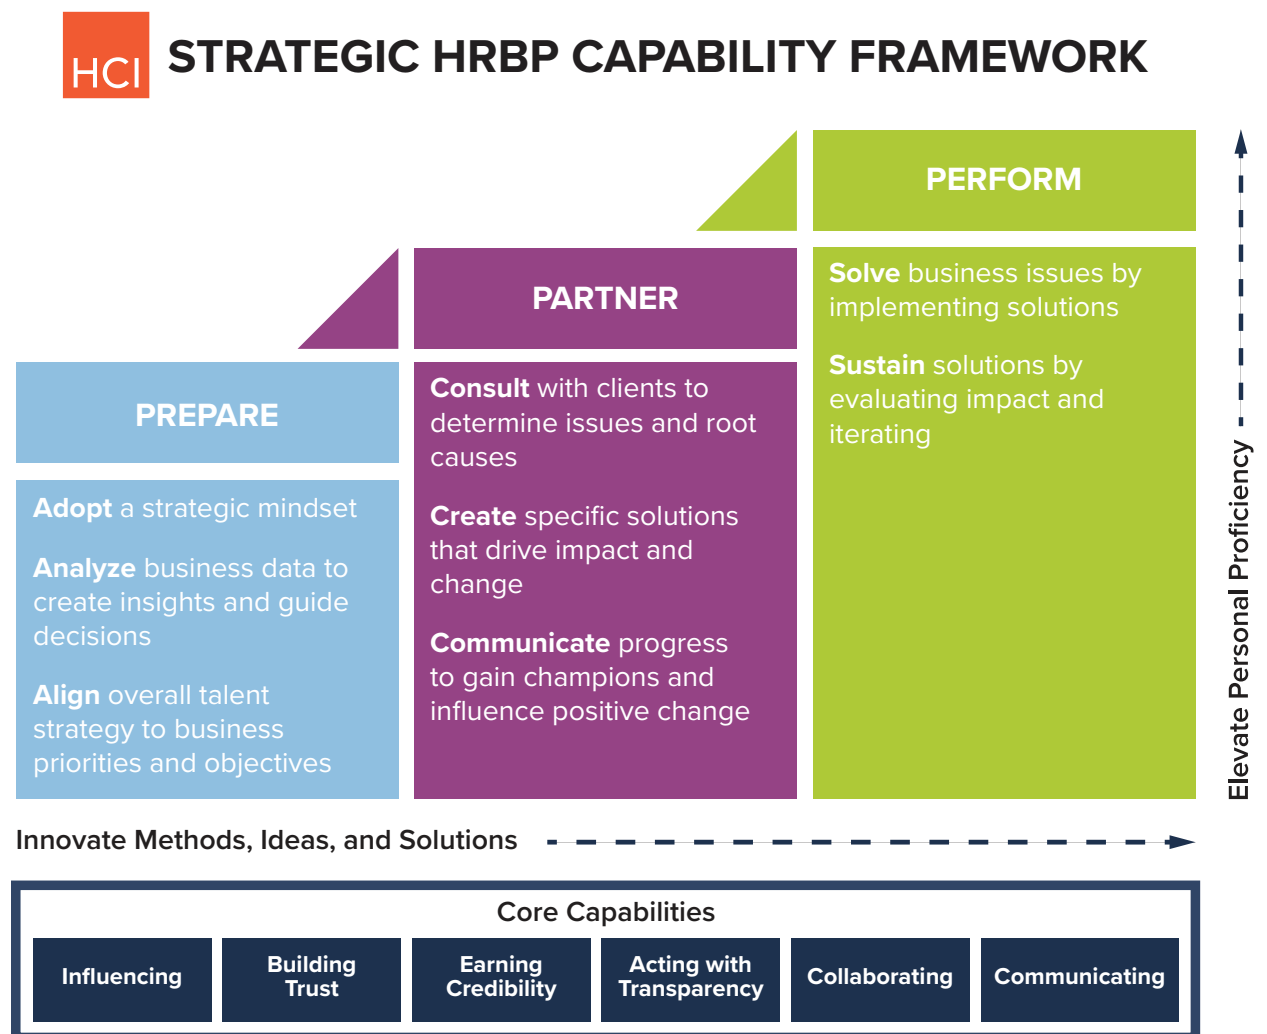 HCI
STRATEGIC HRBP CAPABILITY FRAMEWORK
PREPARE
Adopt a strategic mindset
Analyze business data to
create insights and guide
decisions
Align overall talent
strategy to business
priorities and objectives
PARTNER
Consult with clients to
determine issues and root
causes
Create specific solutions
that drive impact and
change
Communicate progress
to gain champions and
influence positive change
PERFORM
Solve business issues by
implementing solutions
Sustain solutions by
evaluating impact and
iterating
Elevate Personal Proficiency
Innovate Methods, Ideas, and Solutions
Core Capabilities
Influencing
Building
Trust
Earning
Credibility
Acting with
Transparency
Collaborating
Communicating